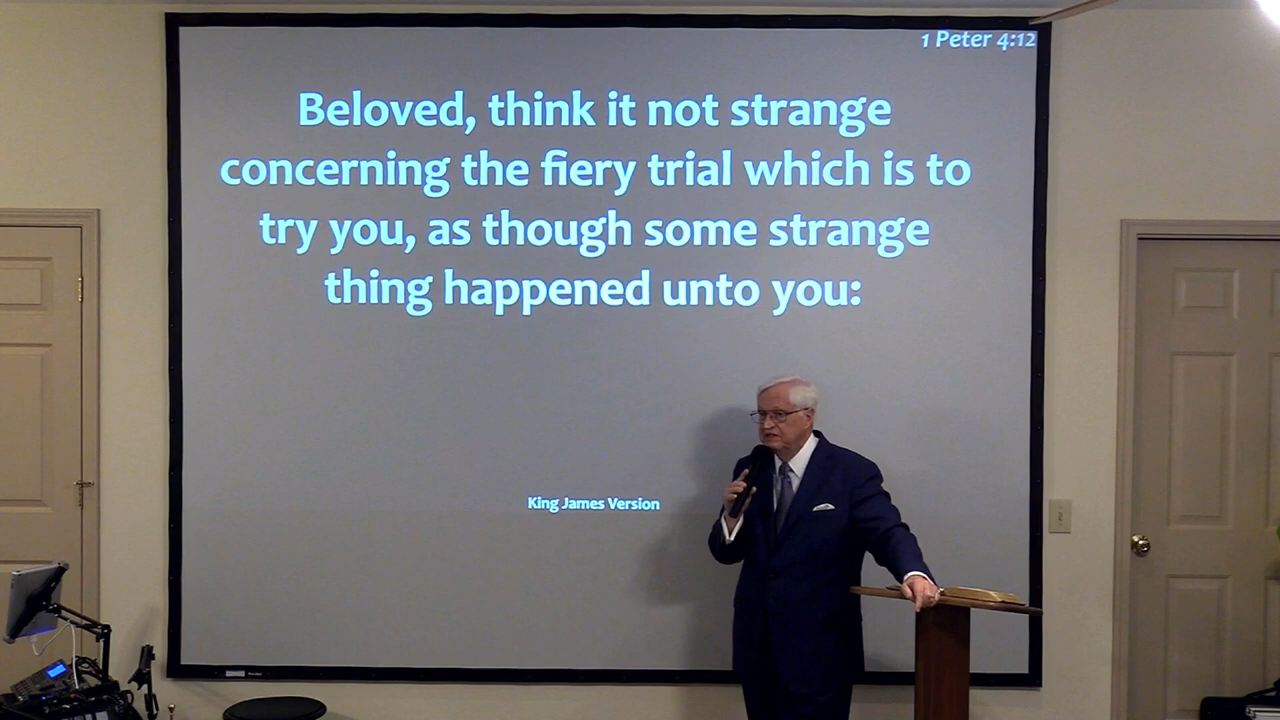 1 Peter 4:12
Beloved, think it not strange
concerning the fiery trial which is to
try you, as though some strange
thing happened unto you:
King James Version